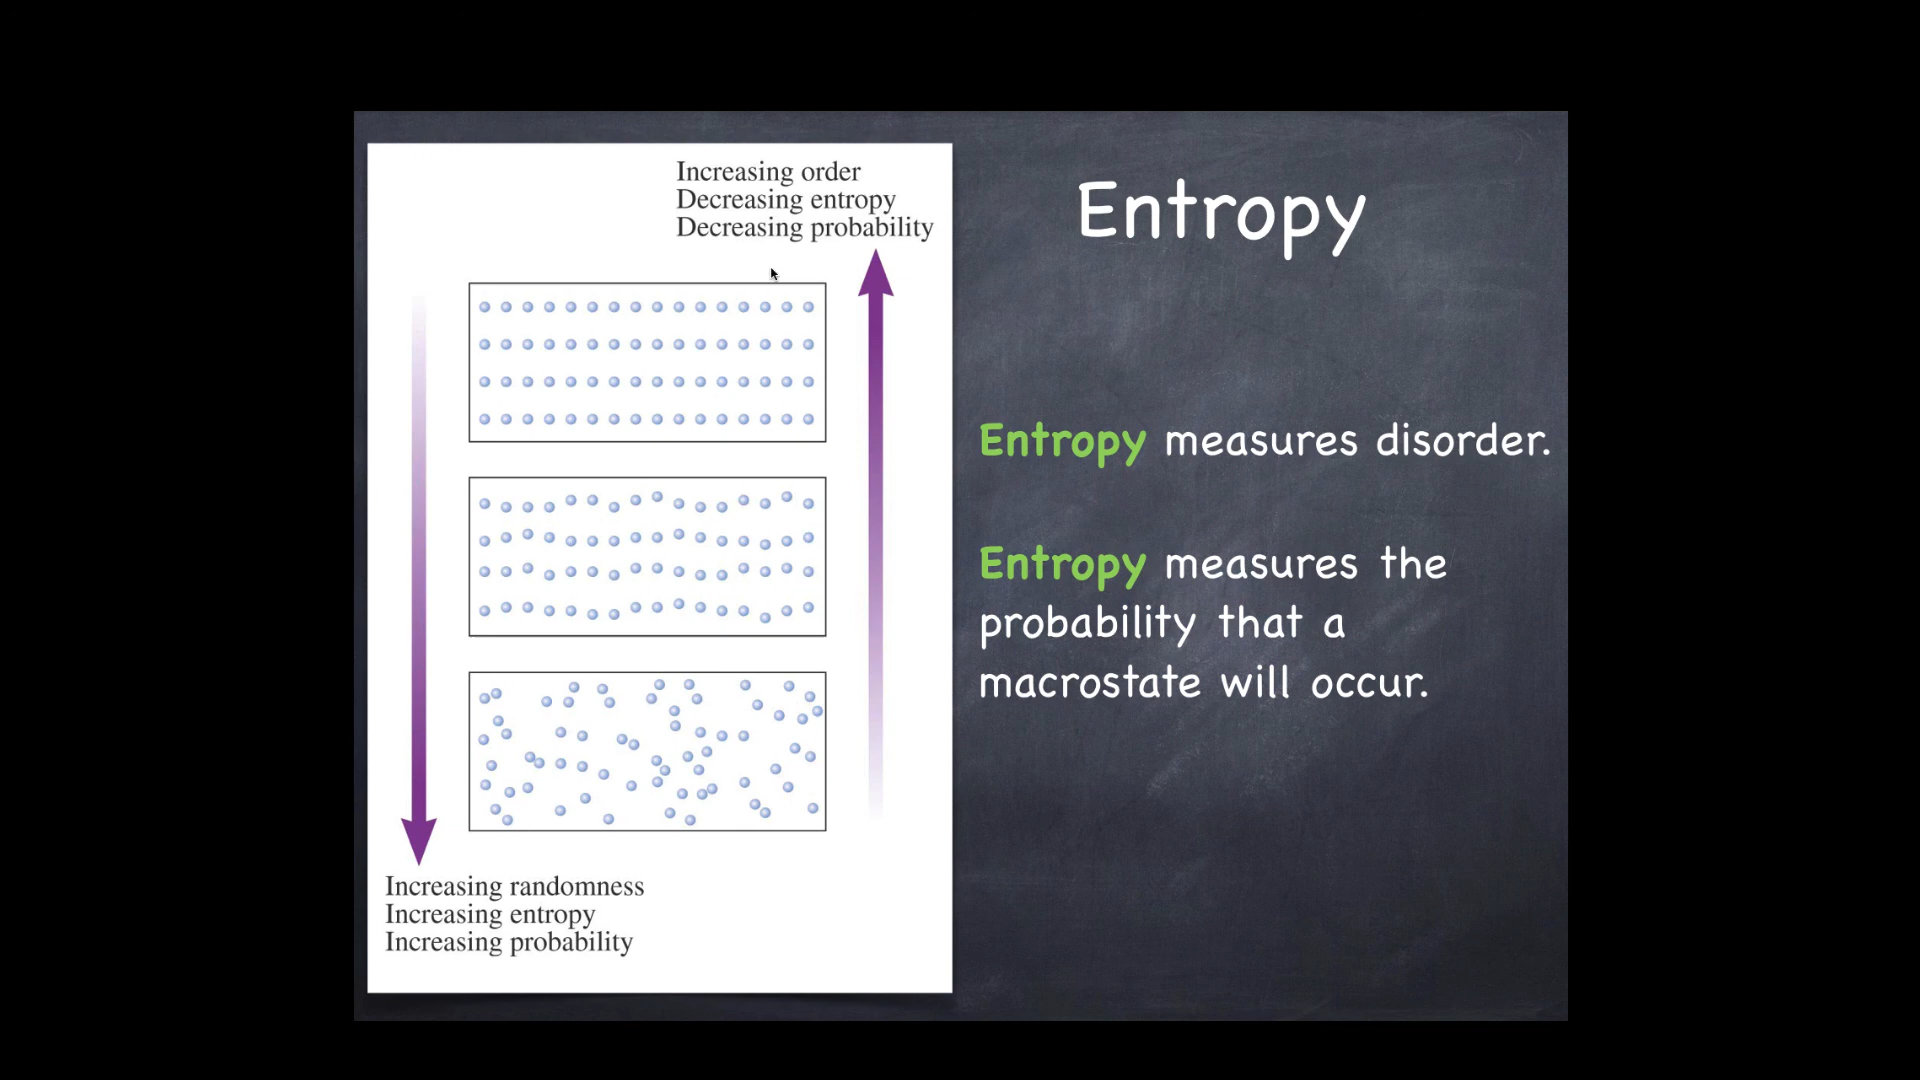 Increasing order
Decreasing entropy
Decreasing probability
Increasing randomness
Increasing entropy
Increasing probability
Entropy
Entropy measures disorder.
Entropy measures the
probability that a
macrostate will occur.